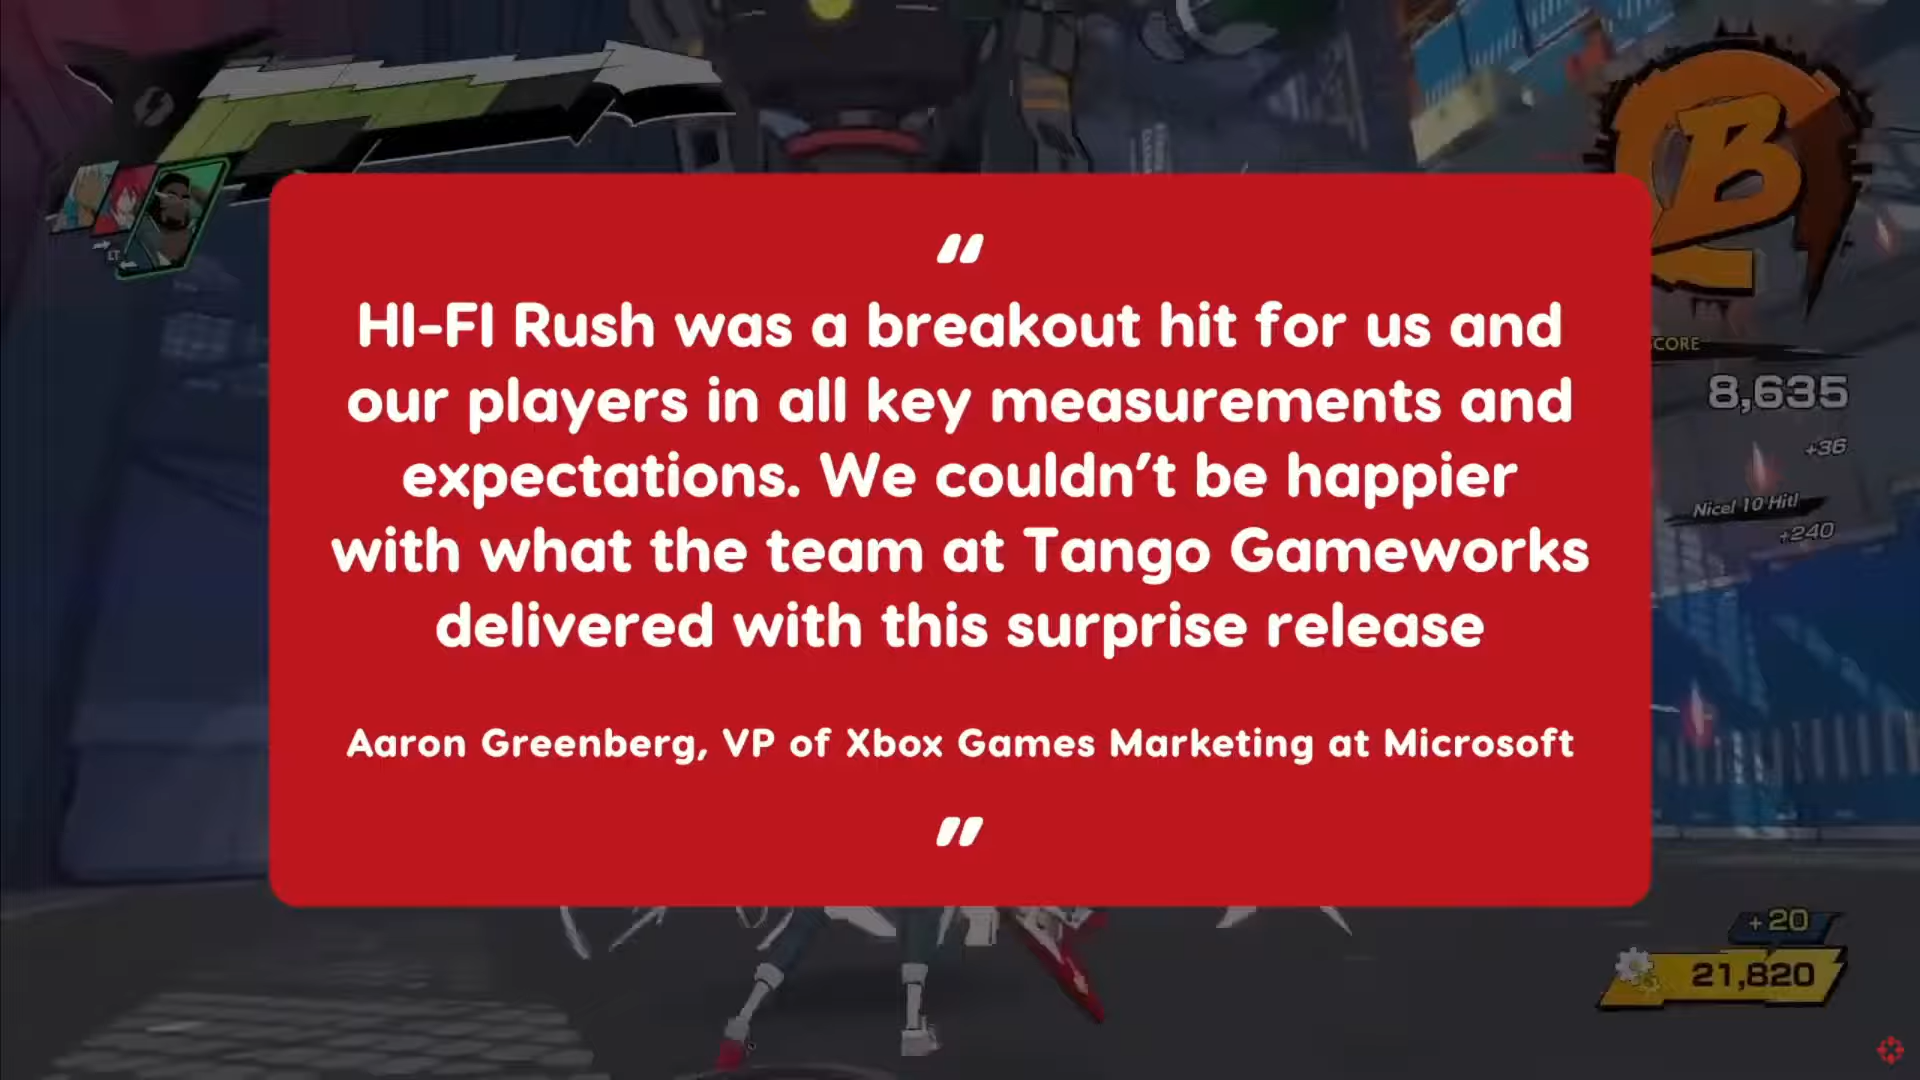 LT
B
SCORE
8,635
+36
Nice! 10 Hit!
+240
“
HI-FI Rush was a breakout hit for us and
our players in all key measurements and
expectations. We couldn’t be happier
with what the team at Tango Gameworks
delivered with this surprise release
Aaron Greenberg, VP of Xbox Games Marketing at Microsoft
”
+20
21,820